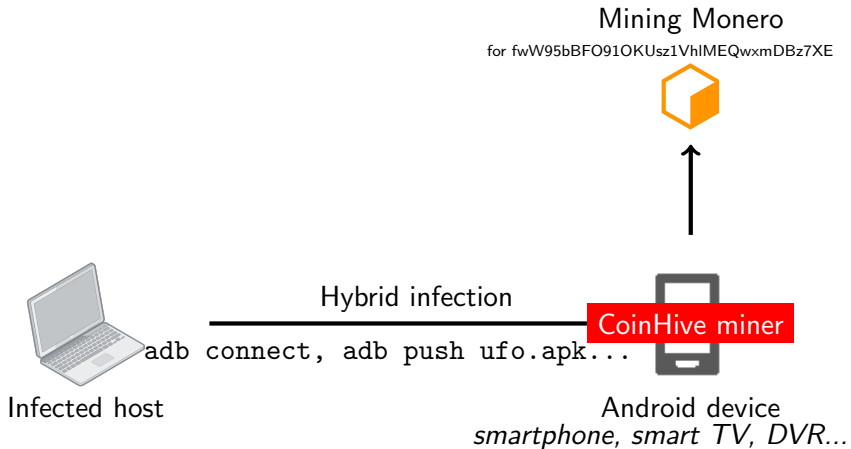 Mining Monero
for fwW95bBFO91OKUsz1VhlMEQwxmDBz7XE
Hybrid infection
CoinHive miner
adb connect, adb push ufo.apk...
Infected host
Android device
smartphone, smart TV, DVR...